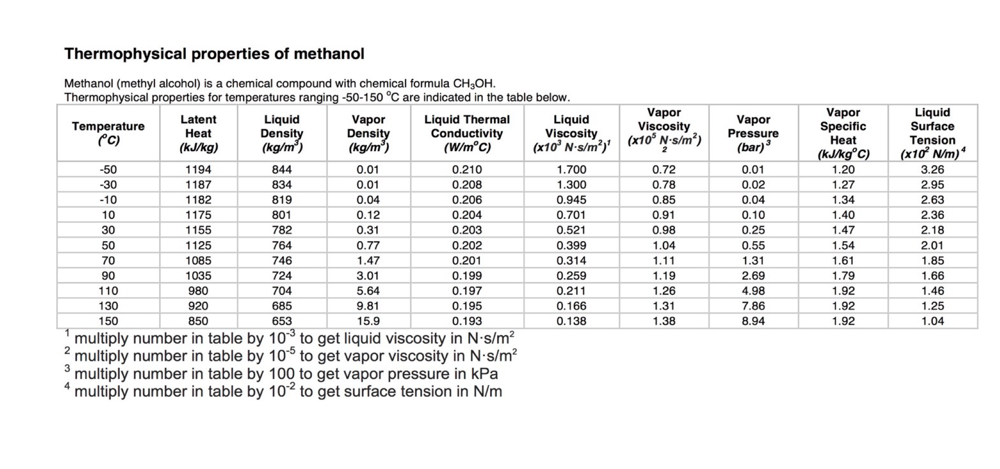 Thermophysical properties of methanol
Methanol (methyl alcohol) is a chemical compound with chemical formula CH₃OH.
Thermophysical properties for temperatures ranging -50-150 °C are indicated in the table below.
Temperature (°C) | Latent Heat (kJ/kg) | Liquid Density (kg/m³) | Vapor Density (kg/m³) | Liquid Thermal Conductivity (W/m°C) | Liquid Viscosity (x10³ N·s/m²)¹ | Vapor Viscosity (x10⁵ N·s/m²) ² | Vapor Pressure (bar) ³ | Vapor Specific Heat (kJ/kg°C) | Liquid Surface Tension (x10² N/m) ⁴
-50 | 1194 | 844 | 0.01 | 0.210 | 1.700 | 0.72 | 0.01 | 1.20 | 3.26
-30 | 1187 | 834 | 0.01 | 0.208 | 1.300 | 0.78 | 0.02 | 1.27 | 2.95
-10 | 1182 | 819 | 0.04 | 0.206 | 0.945 | 0.85 | 0.04 | 1.34 | 2.63
10 | 1175 | 801 | 0.12 | 0.204 | 0.701 | 0.91 | 0.10 | 1.40 | 2.36
30 | 1155 | 782 | 0.31 | 0.203 | 0.521 | 0.98 | 0.25 | 1.47 | 2.18
50 | 1125 | 764 | 0.77 | 0.202 | 0.399 | 1.04 | 0.55 | 1.54 | 2.01
70 | 1085 | 746 | 1.47 | 0.201 | 0.314 | 1.11 | 1.31 | 1.61 | 1.85
90 | 1035 | 724 | 3.01 | 0.199 | 0.259 | 1.19 | 2.69 | 1.79 | 1.66
110 | 980 | 704 | 5.64 | 0.197 | 0.211 | 1.26 | 4.98 | 1.92 | 1.46
130 | 920 | 685 | 9.81 | 0.195 | 0.166 | 1.31 | 7.86 | 1.92 | 1.25
150 | 850 | 653 | 15.9 | 0.193 | 0.138 | 1.38 | 8.94 | 1.92 | 1.04
¹ multiply number in table by 10⁻³ to get liquid viscosity in N·s/m²
² multiply number in table by 10⁻⁵ to get vapor viscosity in N·s/m²
³ multiply number in table by 100 to get vapor pressure in kPa
⁴ multiply number in table by 10⁻² to get surface tension in N/m